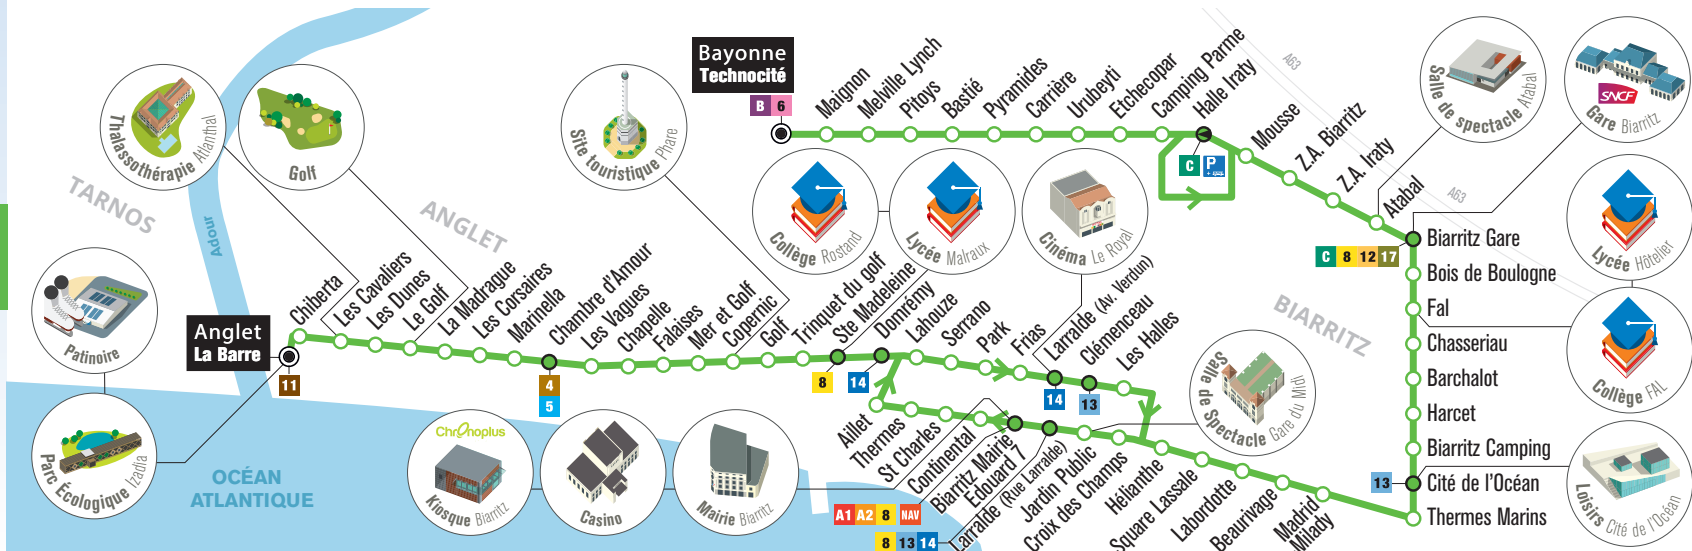 Bayonne
Technocité
B 6
Maignon
Melville Lynch
Pitoys
Bastié
Pyramides
Carrière
Urubeyti
Etchecopar
Camping Parme
Halle Iraty
C P
Mousse
Z.A. Biarritz
Z.A. Iraty
Atabal
A63
A63
Salle de spectacle Atabal
SNCF
Gare Biarritz
Lycée Hôtelier
Collège FAL
Loisirs Cité de l'Océan
C 8 12 17
Biarritz Gare
Bois de Boulogne
Fal
Chasseriau
Barchalot
Harcet
Biarritz Camping
13
Cité de l'Océan
Thermes Marins
BIARRITZ
Thalassothérapie Atlanthal
Golf
Site touristique Phare
Collège Rostand
Lycée Malraux
Cinéma Le Royal
Salle de Spectacle Gare du Midi
TARNOS
Adour
ANGLET
Patinoire
Parc Écologique Izadia
Anglet
La Barre
11
Chiberta
Les Cavaliers
Les Dunes
Le Golf
La Madrague
Les Corsaires
Marinella
Chambre d'Amour
4
5
Les Vagues
Chapelle
Falaises
Mer et Golf
Copernic
Golf
Trinquet du golf
Ste Madeleine
8
Domrémy
14
Lahouze
Serrano
Park
Frias
Larralde (Av. Verdun)
14
Clémenceau
13
Les Halles
Aillet
Thermes
St Charles
Continental
Biarritz Mairie
A1 A2 8 NAV
Edouard 7
Larralde (Rue Larralde)
8 13 14
Jardin Public
Croix des Champs
Hélianthe
Square Lassale
Labordotte
Beaurivage
Madrid
Milady
OCÉAN
ATLANTIQUE
Chronoplus
Kiosque Biarritz
Casino
Mairie Biarritz